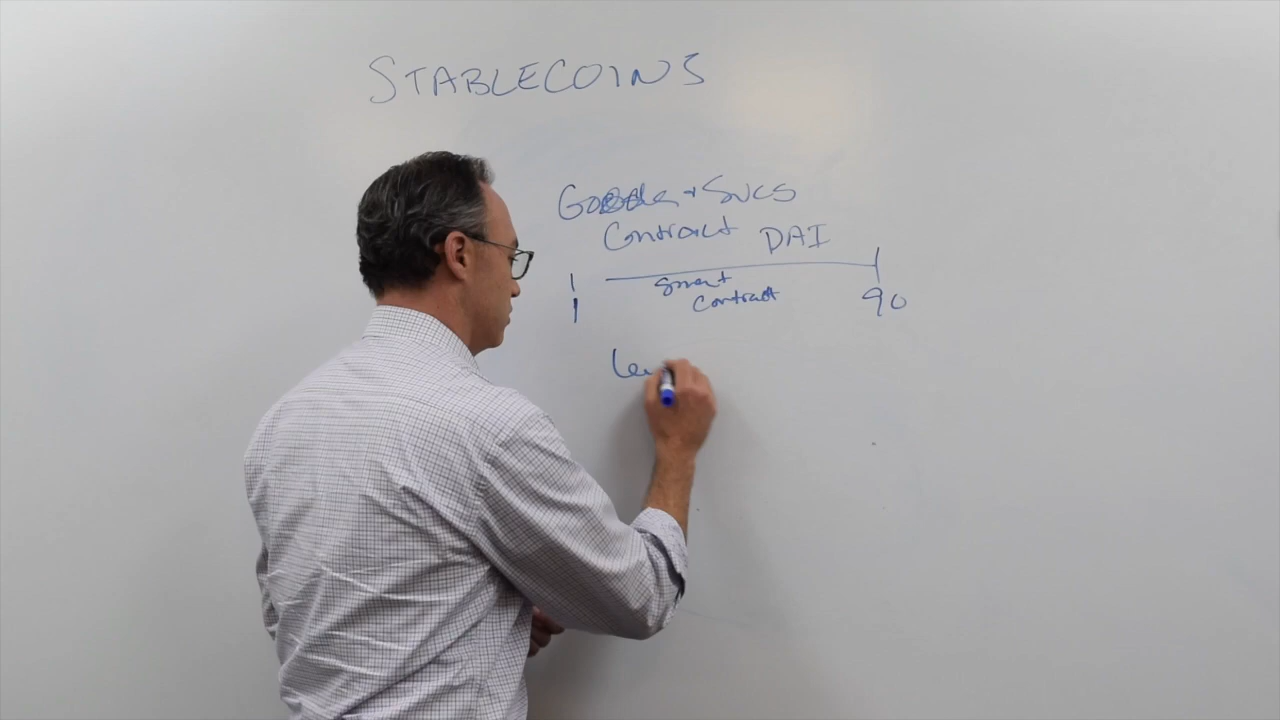 STABLECOINS
Goods + Svcs
Contract DAI
1 smart 90
contract